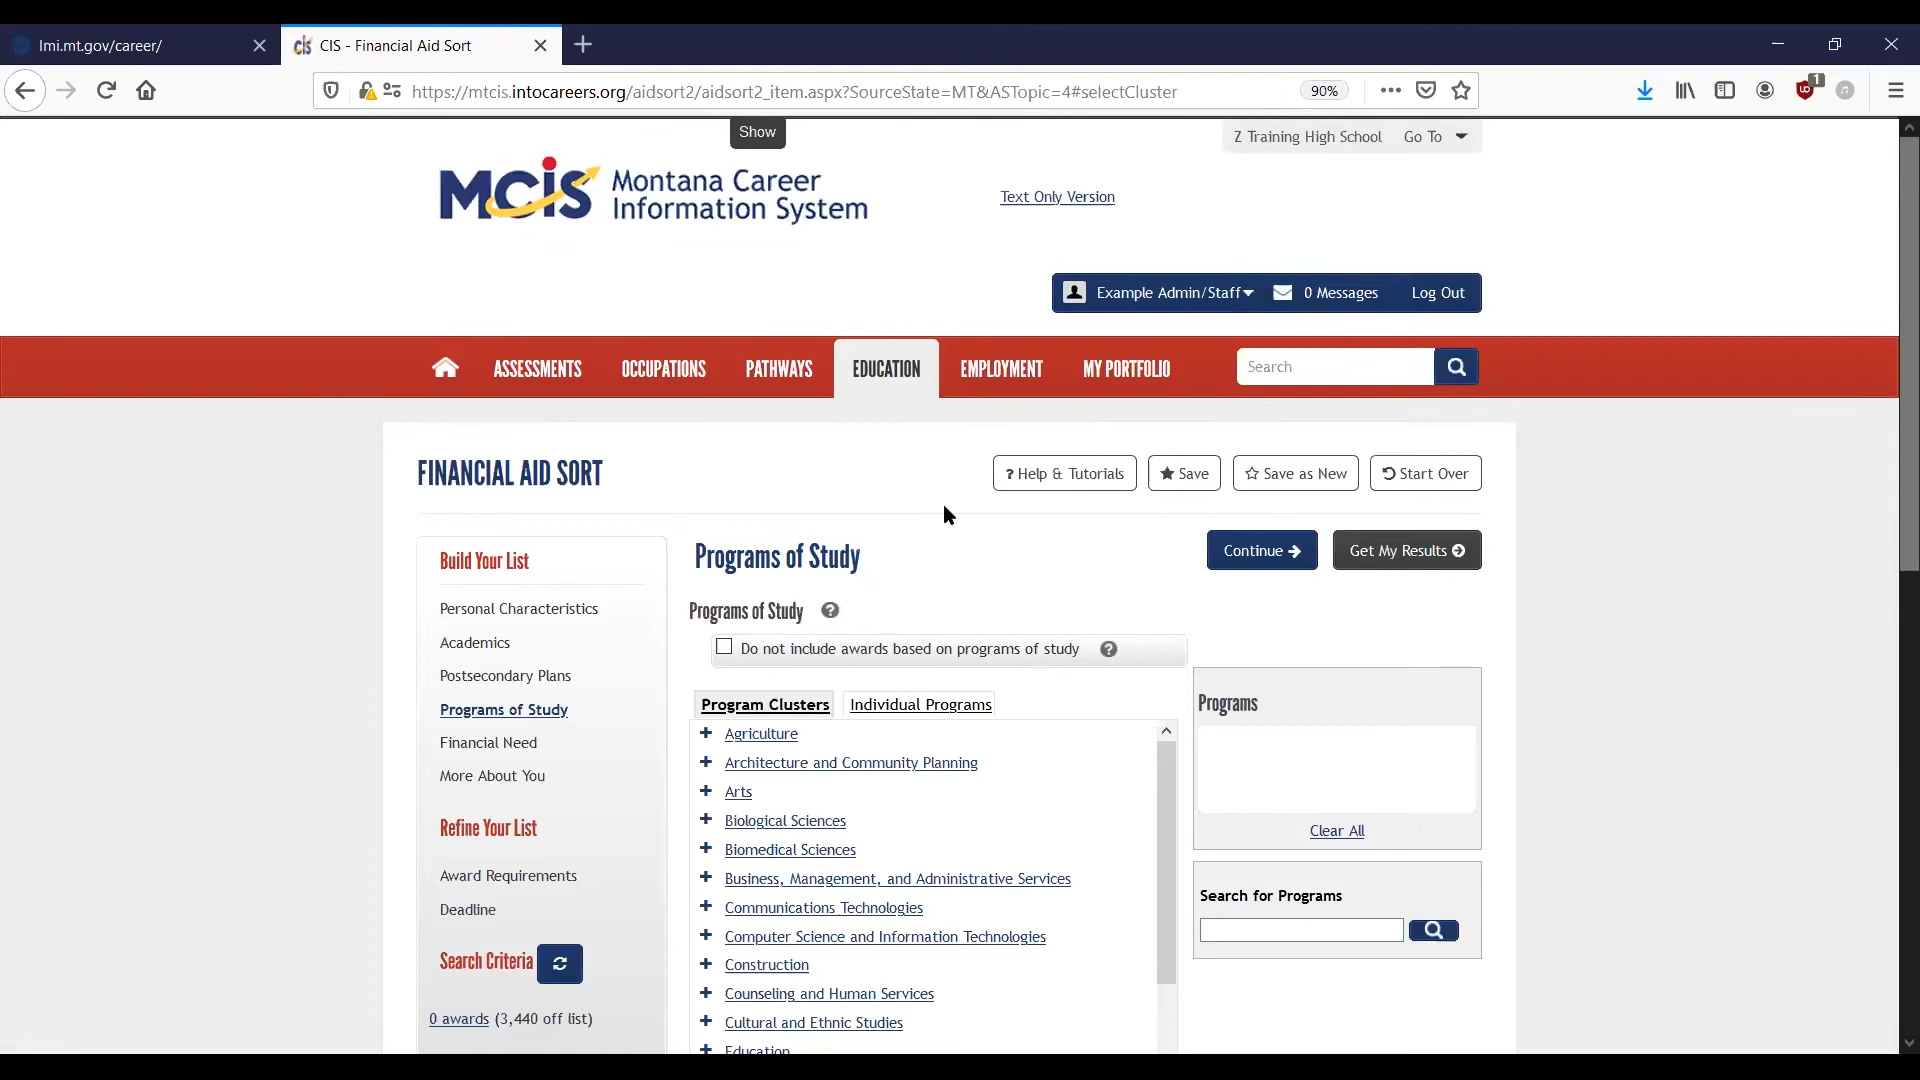 lmi.mt.gov/career/
CIS - Financial Aid Sort
https://mtcis.intocareers.org/aidsort2/aidsort2_item.aspx?SourceState=MT&ASTopic=4#selectCluster
90%
1
Show
Z Training High School Go To
MCIS Montana Career Information System
Text Only Version
Example Admin/Staff 0 Messages Log Out
ASSESSMENTS OCCUPATIONS PATHWAYS EDUCATION EMPLOYMENT MY PORTFOLIO Search
FINANCIAL AID SORT
? Help & Tutorials Save Save as New Start Over
Build Your List
Personal Characteristics
Academics
Postsecondary Plans
Programs of Study
Financial Need
More About You
Refine Your List
Award Requirements
Deadline
Search Criteria
0 awards (3,440 off list)
Programs of Study
Continue Get My Results
Programs of Study ?
Do not include awards based on programs of study ?
Program Clusters Individual Programs
+ Agriculture
+ Architecture and Community Planning
+ Arts
+ Biological Sciences
+ Biomedical Sciences
+ Business, Management, and Administrative Services
+ Communications Technologies
+ Computer Science and Information Technologies
+ Construction
+ Counseling and Human Services
+ Cultural and Ethnic Studies
+ Education
Programs
Clear All
Search for Programs